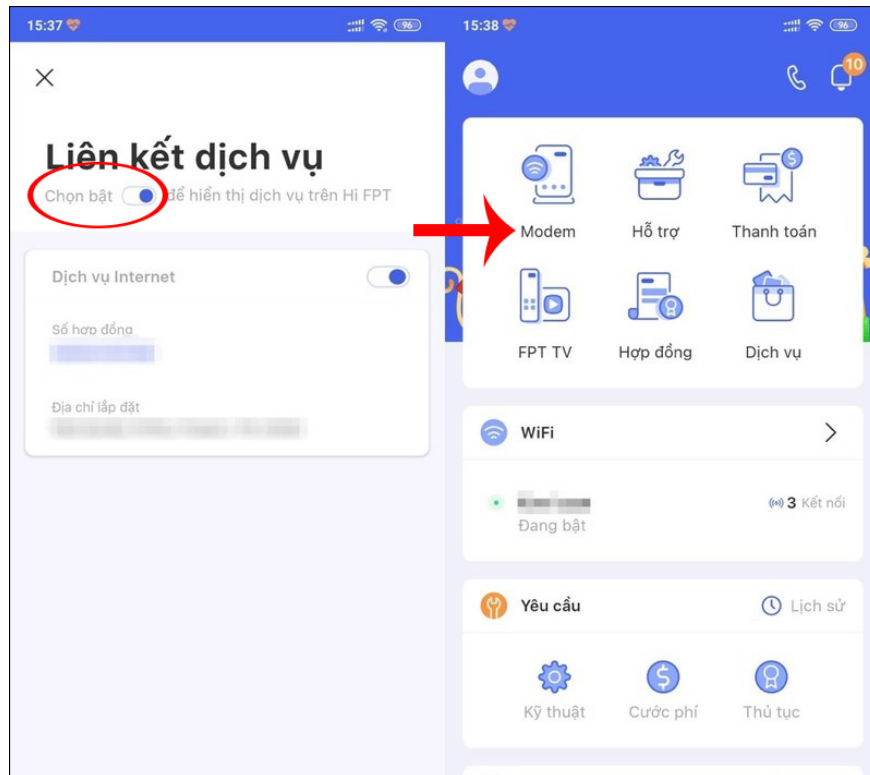 15:37
96
Liên kết dịch vụ
Chọn bật để hiển thị dịch vụ trên Hi FPT
Dịch vụ Internet
Số hợp đồng
Địa chỉ lắp đặt
15:38
96
10
Modem
Hỗ trợ
Thanh toán
FPT TV
Hợp đồng
Dịch vụ
WiFi
3 Kết nối
Đang bật
Yêu cầu
Lịch sử
Kỹ thuật
Cước phí
Thủ tục